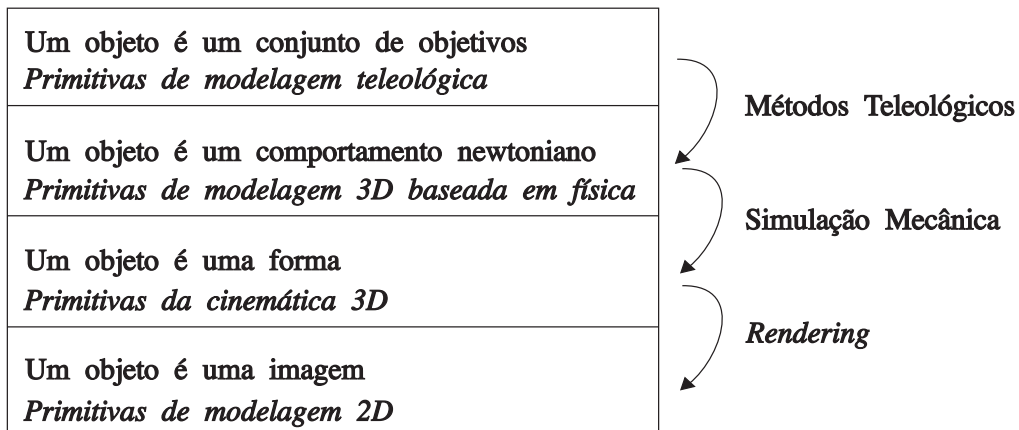 Um objeto é um conjunto de objetivos
Primitivas de modelagem teleológica
Métodos Teleológicos
Um objeto é um comportamento newtoniano
Primitivas de modelagem 3D baseada em física
Simulação Mecânica
Um objeto é uma forma
Primitivas da cinemática 3D
Rendering
Um objeto é uma imagem
Primitivas de modelagem 2D